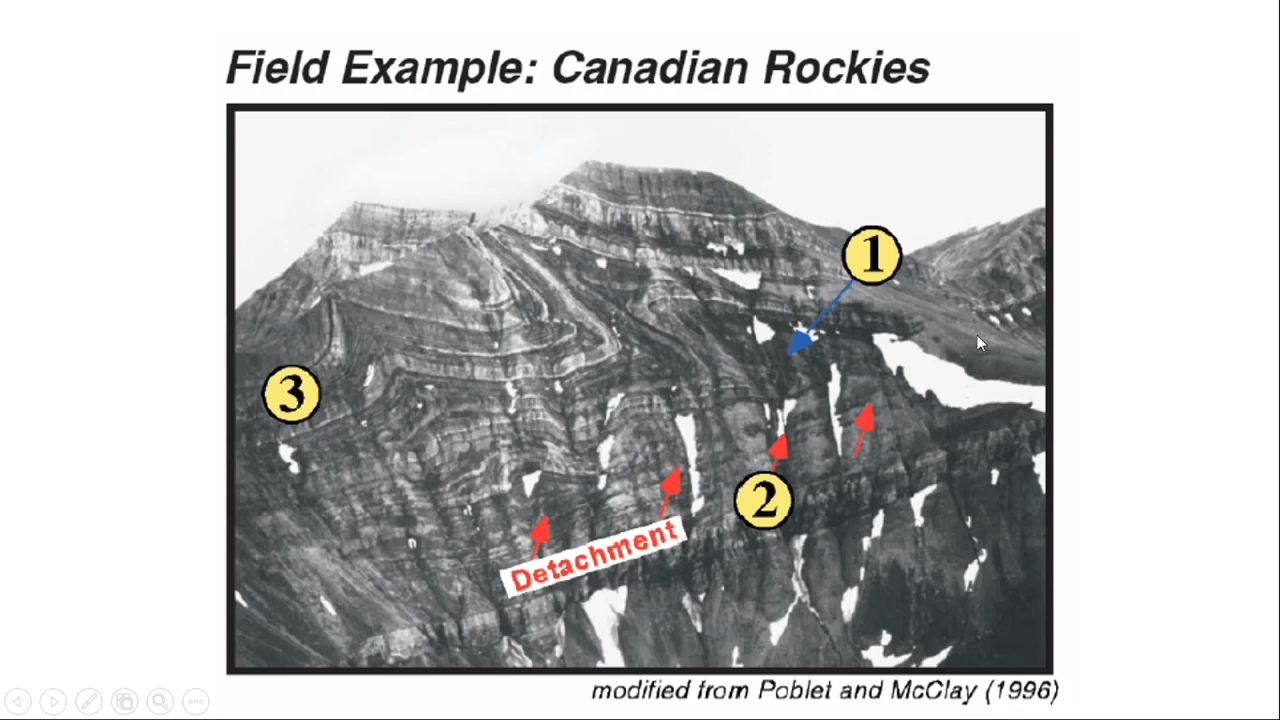 Field Example: Canadian Rockies
1
3
2
Detachment
modified from Poblet and McClay (1996)